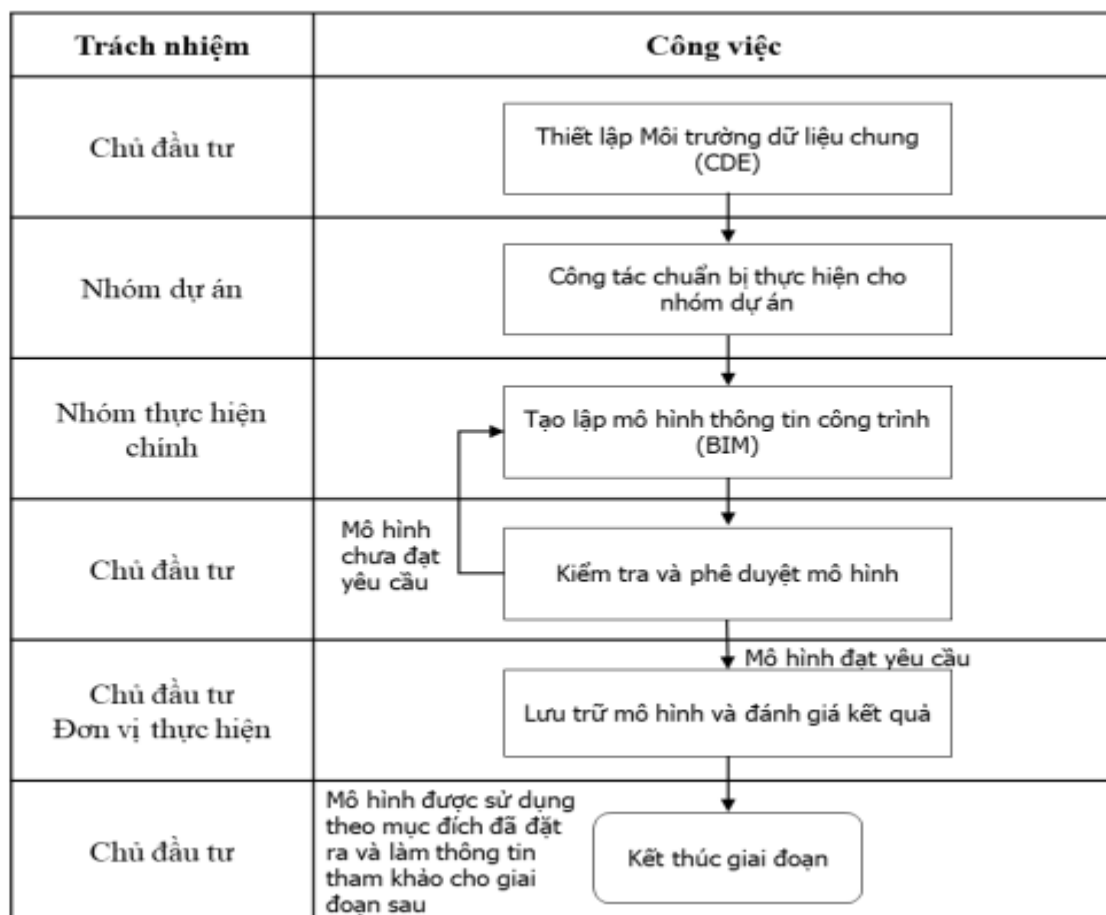 Trách nhiệm
Công việc
Chủ đầu tư
Thiết lập Môi trường dữ liệu chung
(CDE)
Nhóm dự án
Công tác chuẩn bị thực hiện cho
nhóm dự án
Nhóm thực hiện
chính
Tạo lập mô hình thông tin công trình
(BIM)
Chủ đầu tư
Mô hình
chưa đạt
yêu cầu
Kiểm tra và phê duyệt mô hình
Mô hình đạt yêu cầu
Chủ đầu tư
Đơn vị thực hiện
Lưu trữ mô hình và đánh giá kết quả
Chủ đầu tư
Mô hình được sử dụng
theo mục đích đã đặt
ra và làm thông tin
tham khảo cho giai
đoạn sau
Kết thúc giai đoạn